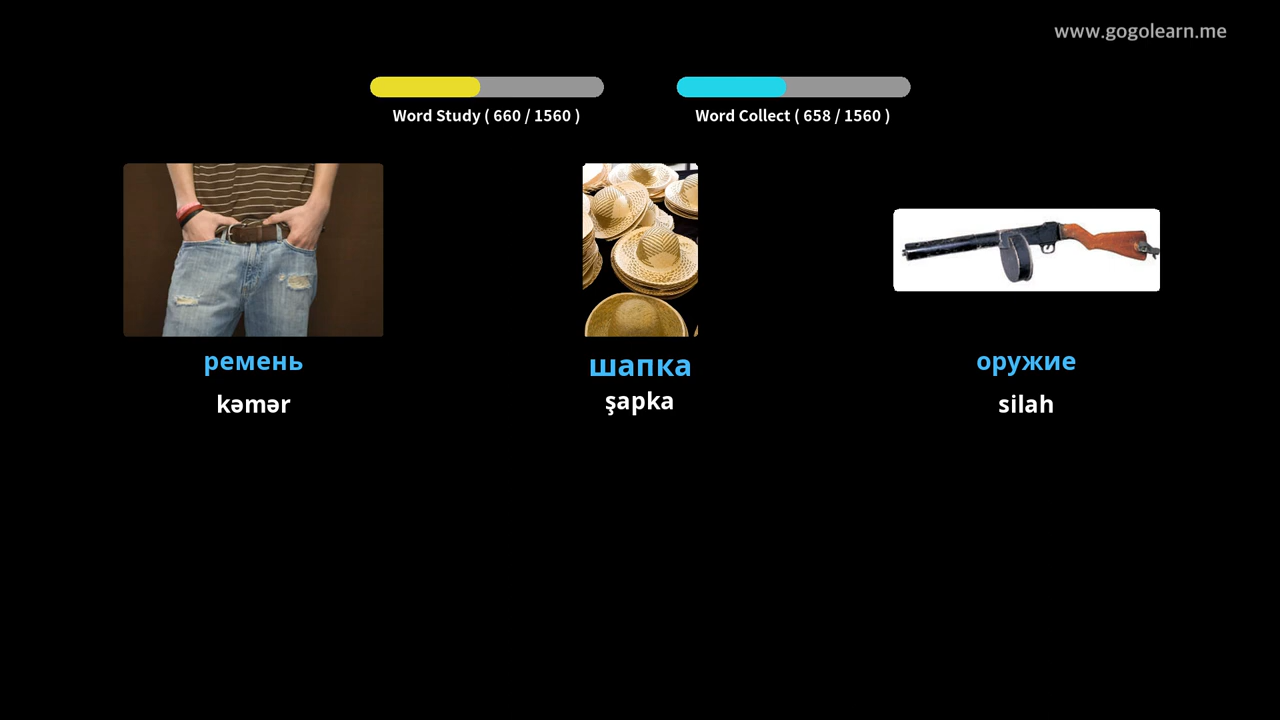 www.gogolearn.me
Word Study ( 660 / 1560 )
Word Collect ( 658 / 1560 )
ремень
шапка
оружие
kəmər
şapka
silah